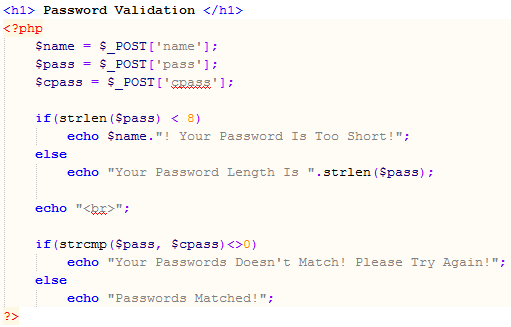 <h1> Password Validation </h1>
<?php
$name = $_POST['name'];
$pass = $_POST['pass'];
$cpass = $_POST['cpass'];
if(strlen($pass) < 8)
echo $name."! Your Password Is Too Short!";
else
echo "Your Password Length Is ".strlen($pass);
echo "<br>";
if(strcmp($pass, $cpass)<>0)
echo "Your Passwords Doesn't Match! Please Try Again!";
else
echo "Passwords Matched!";
?>